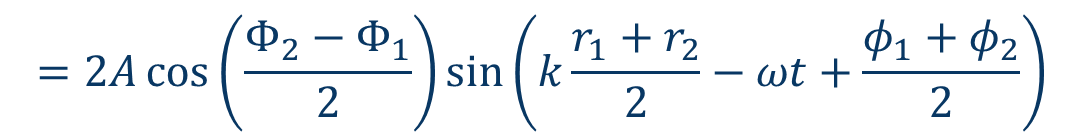 = 2A cos((Φ₂ − Φ₁)/2) sin(k (r₁ + r₂)/2 − ωt + (ϕ₁ + ϕ₂)/2)